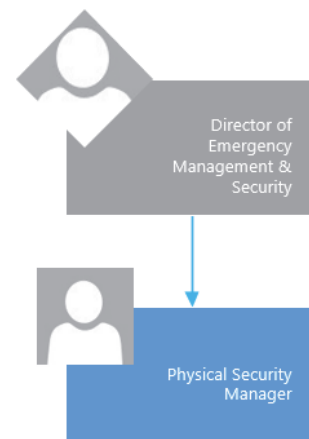 Director of
Emergency
Management &
Security
Physical Security
Manager